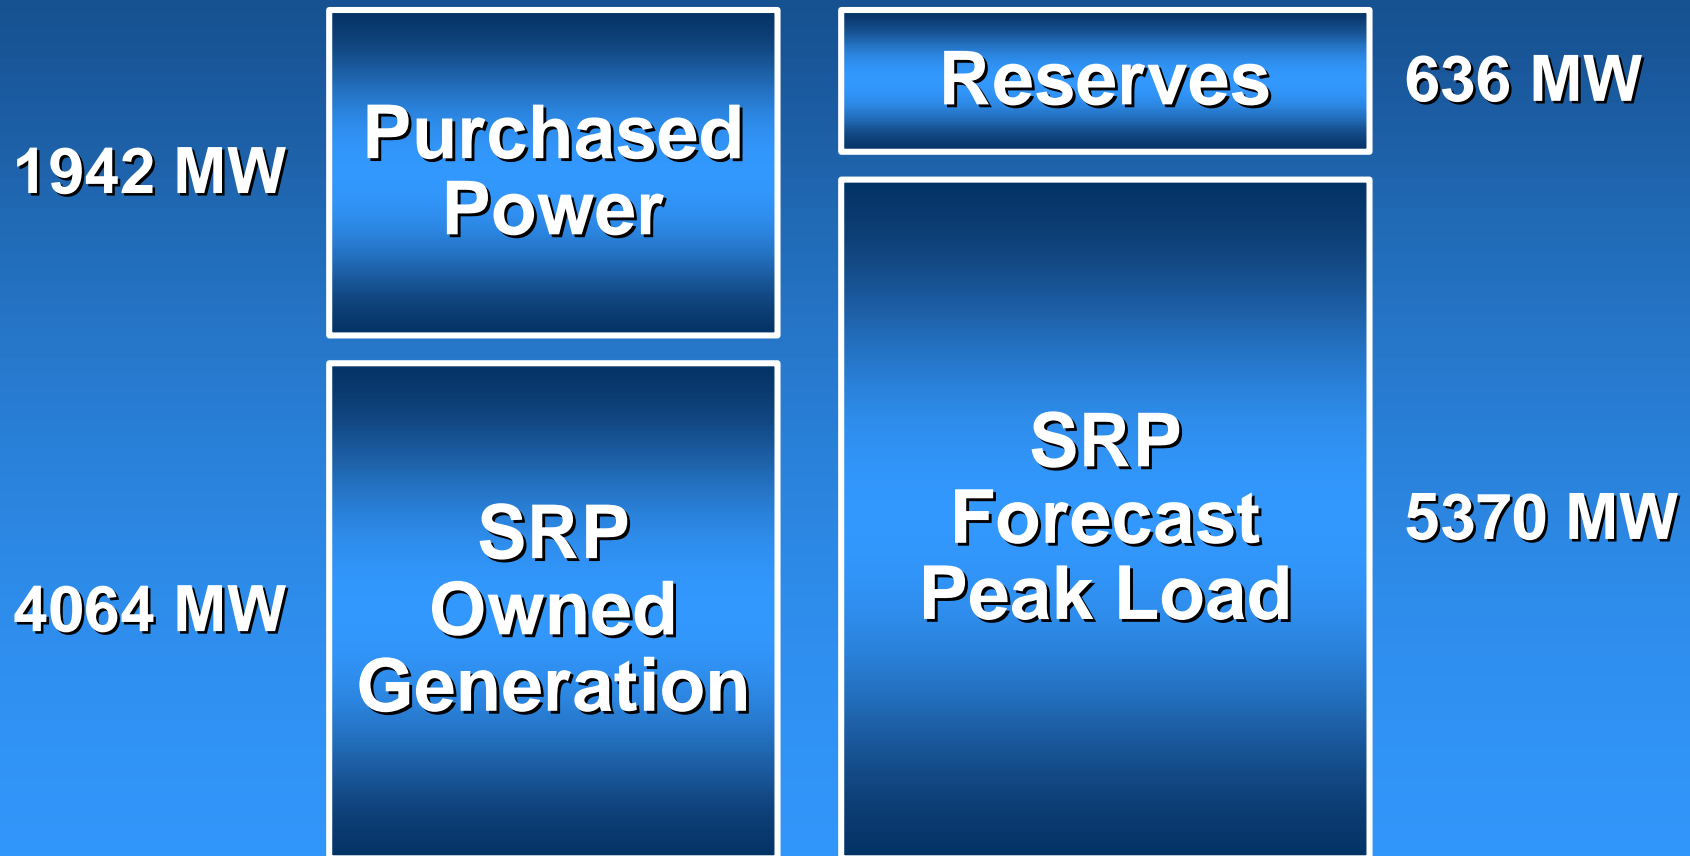 1942 MW
Purchased
Power
4064 MW
SRP
Owned
Generation
Reserves
636 MW
SRP
Forecast
Peak Load
5370 MW